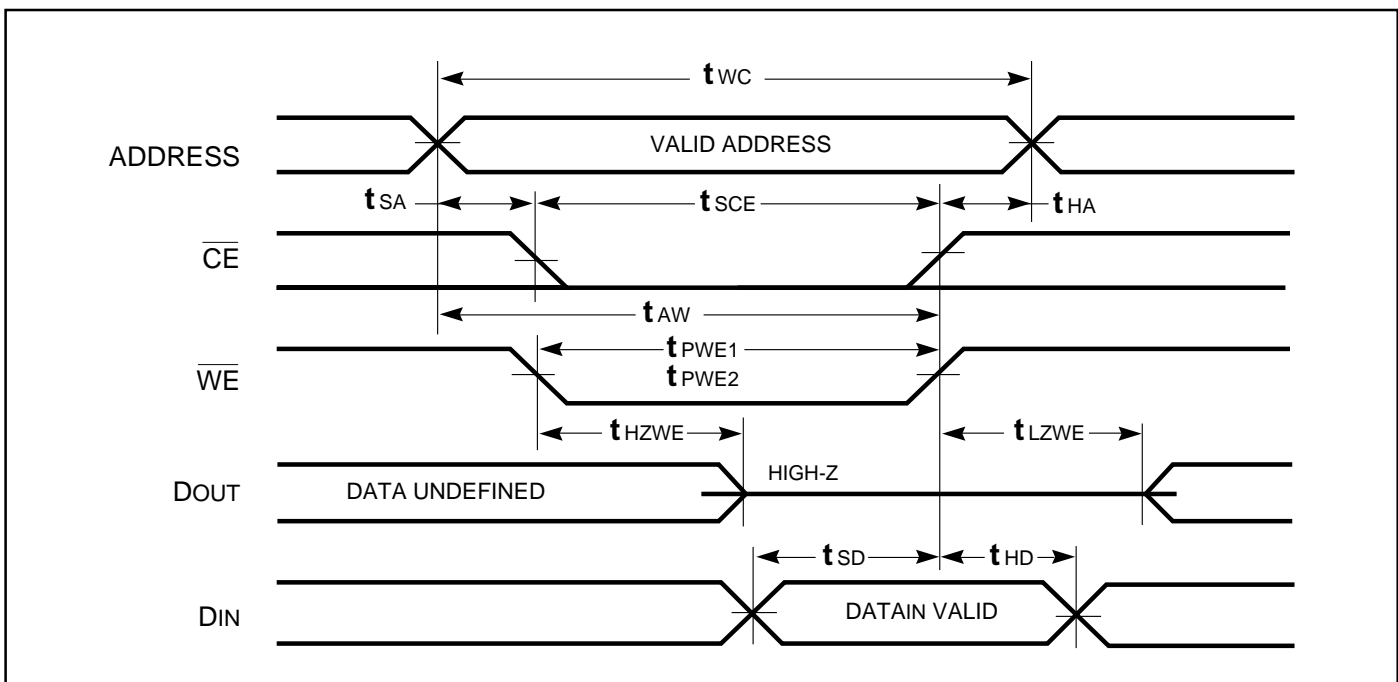 tWC
ADDRESS
VALID ADDRESS
tSA
tSCE
tHA
CE
tAW
WE
tPWE1
tPWE2
tHZWE
tLZWE
DOUT
DATA UNDEFINED
HIGH-Z
tSD
tHD
DIN
DATAIN VALID